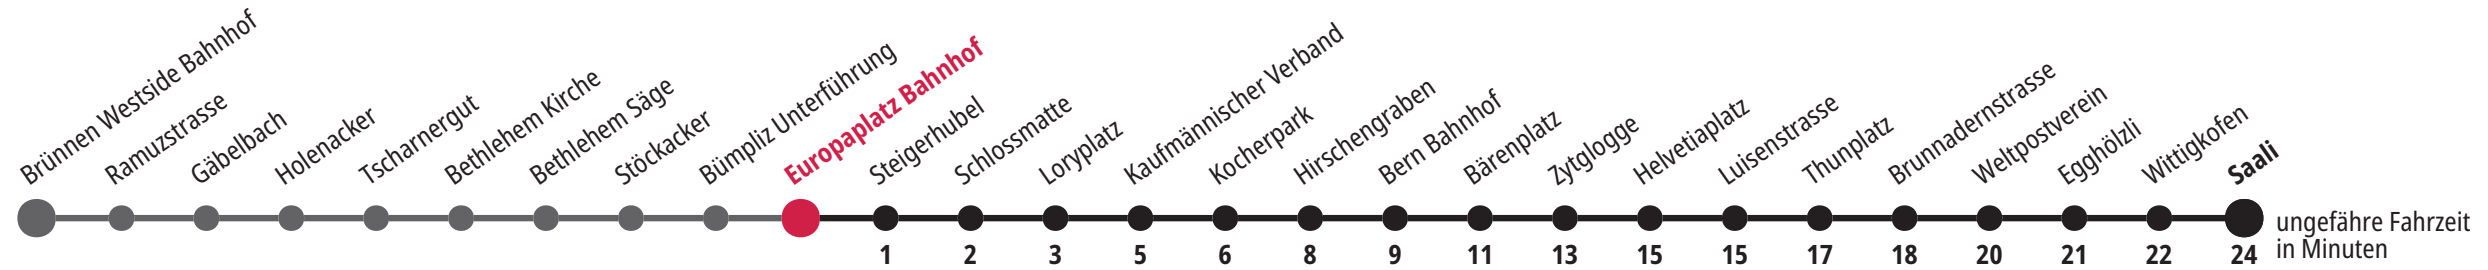 Brünnen Westside Bahnhof
Ramuzstrasse
Gäbelbach
Holenacker
Tscharnergut
Bethlehem Kirche
Bethlehem Säge
Stöckacker
Bümpliz Unterführung
Europaplatz Bahnhof
Steigerhubel
Schlossmatte
Loryplatz
Kaufmännischer Verband
Kocherpark
Hirschengraben
Bern Bahnhof
Bärenplatz
Zytglogge
Helvetiaplatz
Luisenstrasse
Thunplatz
Brunnadernstrasse
Weltpostverein
Egghölzli
Wittigkofen
Saali
1 2 3 5 6 8 9 11 13 15 15 17 18 20 21 22 24
ungefähre Fahrzeit
in Minuten